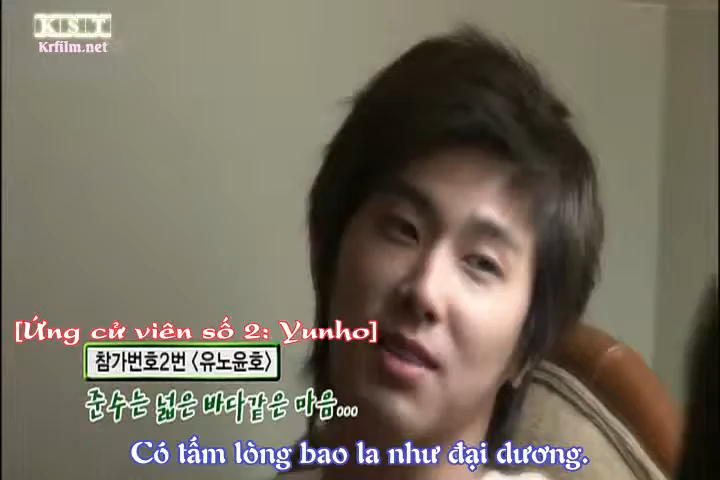 KST
Krfilm.net
[Ứng cử viên số 2: Yunho]
참가번호2번 <유노윤호>
준수는 넓은 바다같은 마음...
Có tấm lòng bao la như đại dương.